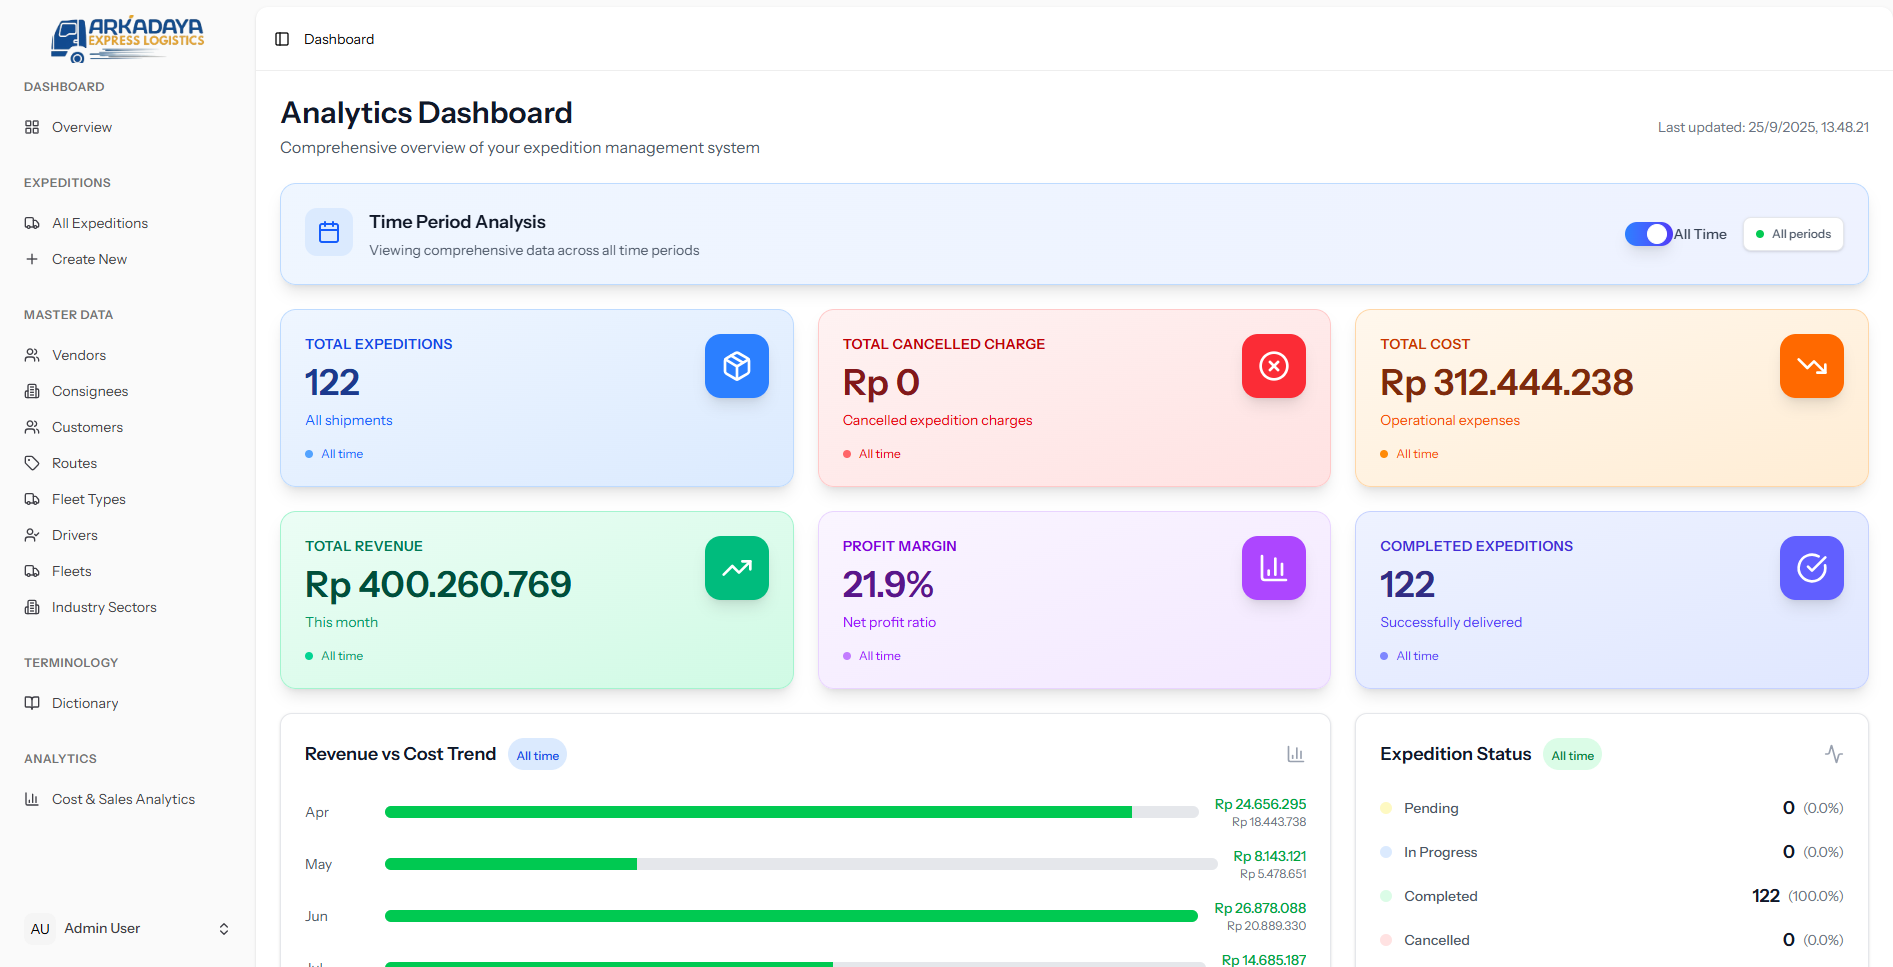 ARKADAYA
EXPRESS LOGISTICS
DASHBOARD
Overview
EXPEDITIONS
All Expeditions
Create New
MASTER DATA
Vendors
Consignees
Customers
Routes
Fleet Types
Drivers
Fleets
Industry Sectors
TERMINOLOGY
Dictionary
ANALYTICS
Cost & Sales Analytics
AU Admin User
Dashboard
Analytics Dashboard
Comprehensive overview of your expedition management system
Last updated: 25/9/2025, 13.48.21
Time Period Analysis
Viewing comprehensive data across all time periods
All Time
All periods
TOTAL EXPEDITIONS
122
All shipments
All time
TOTAL CANCELLED CHARGE
Rp 0
Cancelled expedition charges
All time
TOTAL COST
Rp 312.444.238
Operational expenses
All time
TOTAL REVENUE
Rp 400.260.769
This month
All time
PROFIT MARGIN
21.9%
Net profit ratio
All time
COMPLETED EXPEDITIONS
122
Successfully delivered
All time
Revenue vs Cost Trend All time
Apr
Rp 24.656.295
Rp 18.443.738
May
Rp 8.143.121
Rp 5.478.651
Jun
Rp 26.878.088
Rp 20.889.330
Rp 14.685.187
Expedition Status All time
Pending 0 (0.0%)
In Progress 0 (0.0%)
Completed 122 (100.0%)
Cancelled 0 (0.0%)